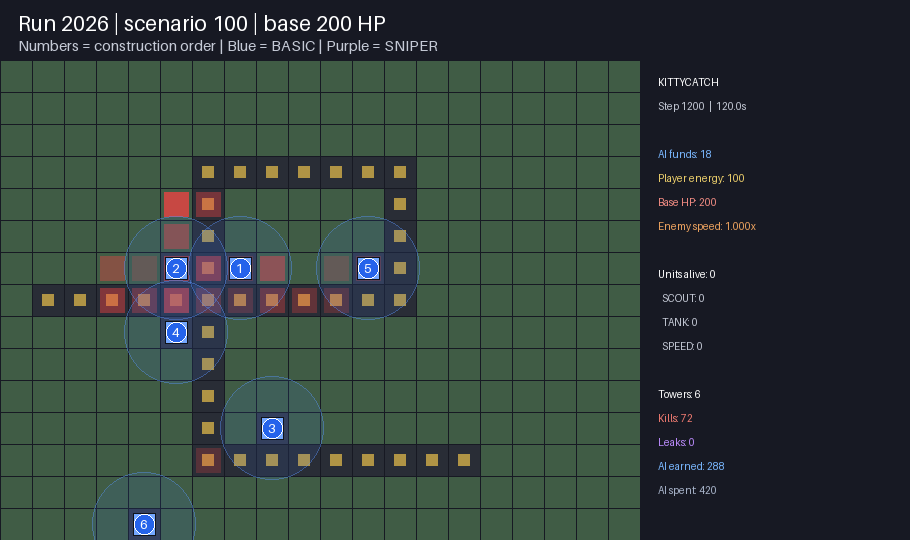 Run 2026 | scenario 100 | base 200 HP
Numbers = construction order | Blue = BASIC | Purple = SNIPER
KITTYCATCH
Step 1200 | 120.0s
AI funds: 18
Player energy: 100
Base HP: 200
Enemy speed: 1.000x
Units alive: 0
SCOUT: 0
TANK: 0
SPEED: 0
Towers: 6
Kills: 72
Leaks: 0
AI earned: 288
AI spent: 420
2
1
5
4
3
6